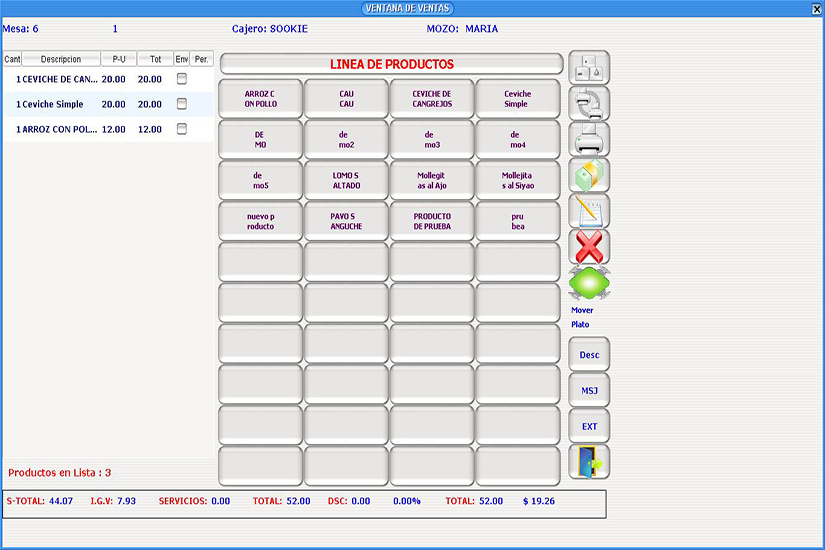 VENTANA DE VENTAS
Mesa: 6 1 Cajero: SOOKIE MOZO: MARIA
Cant Descripcion P-U Tot Env Per.
1 CEVICHE DE CAN... 20.00 20.00
1 Ceviche Simple 20.00 20.00
1 ARROZ CON POL... 12.00 12.00
LINEA DE PRODUCTOS
ARROZ C
ON POLLO
CAU
CAU
CEVICHE DE
CANGREJOS
Ceviche
Simple
DE
MO
de
mo2
de
mo3
de
mo4
de
mo5
LOMO S
ALTADO
Mollegit
as al Ajo
Mollejita
s al Siyao
nuevo p
roducto
PAVO S
ANGUCHE
PRODUCTO
DE PRUEBA
pru
bea
Mover
Plato
Desc
MSJ
EXT
Productos en Lista : 3
S-TOTAL: 44.07 I.G.V: 7.93 SERVICIOS: 0.00 TOTAL: 52.00 DSC: 0.00 0.00% TOTAL: 52.00 $ 19.26